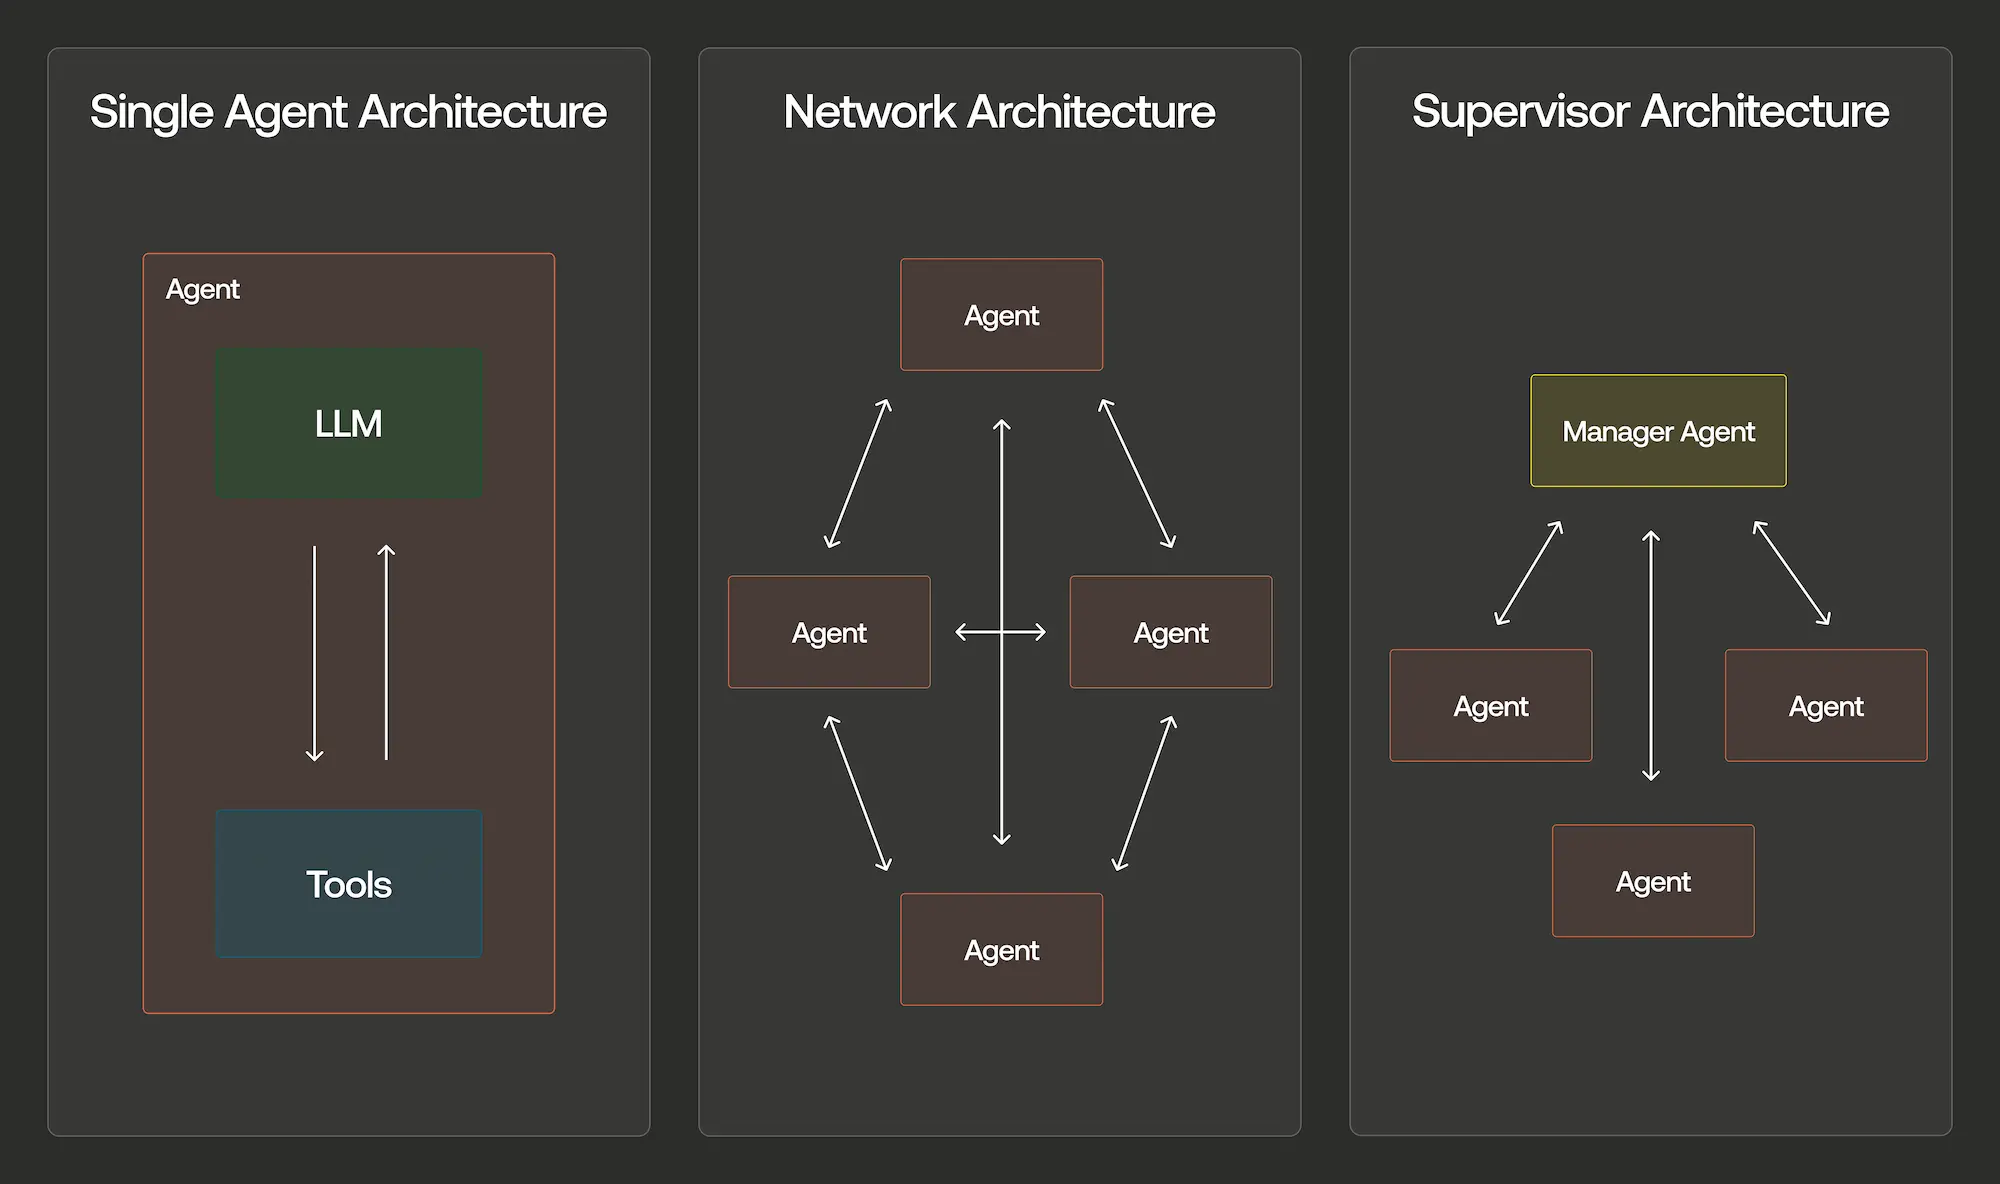 Single Agent Architecture
Agent
LLM
Tools
Network Architecture
Agent
Agent
Agent
Agent
Supervisor Architecture
Manager Agent
Agent
Agent
Agent